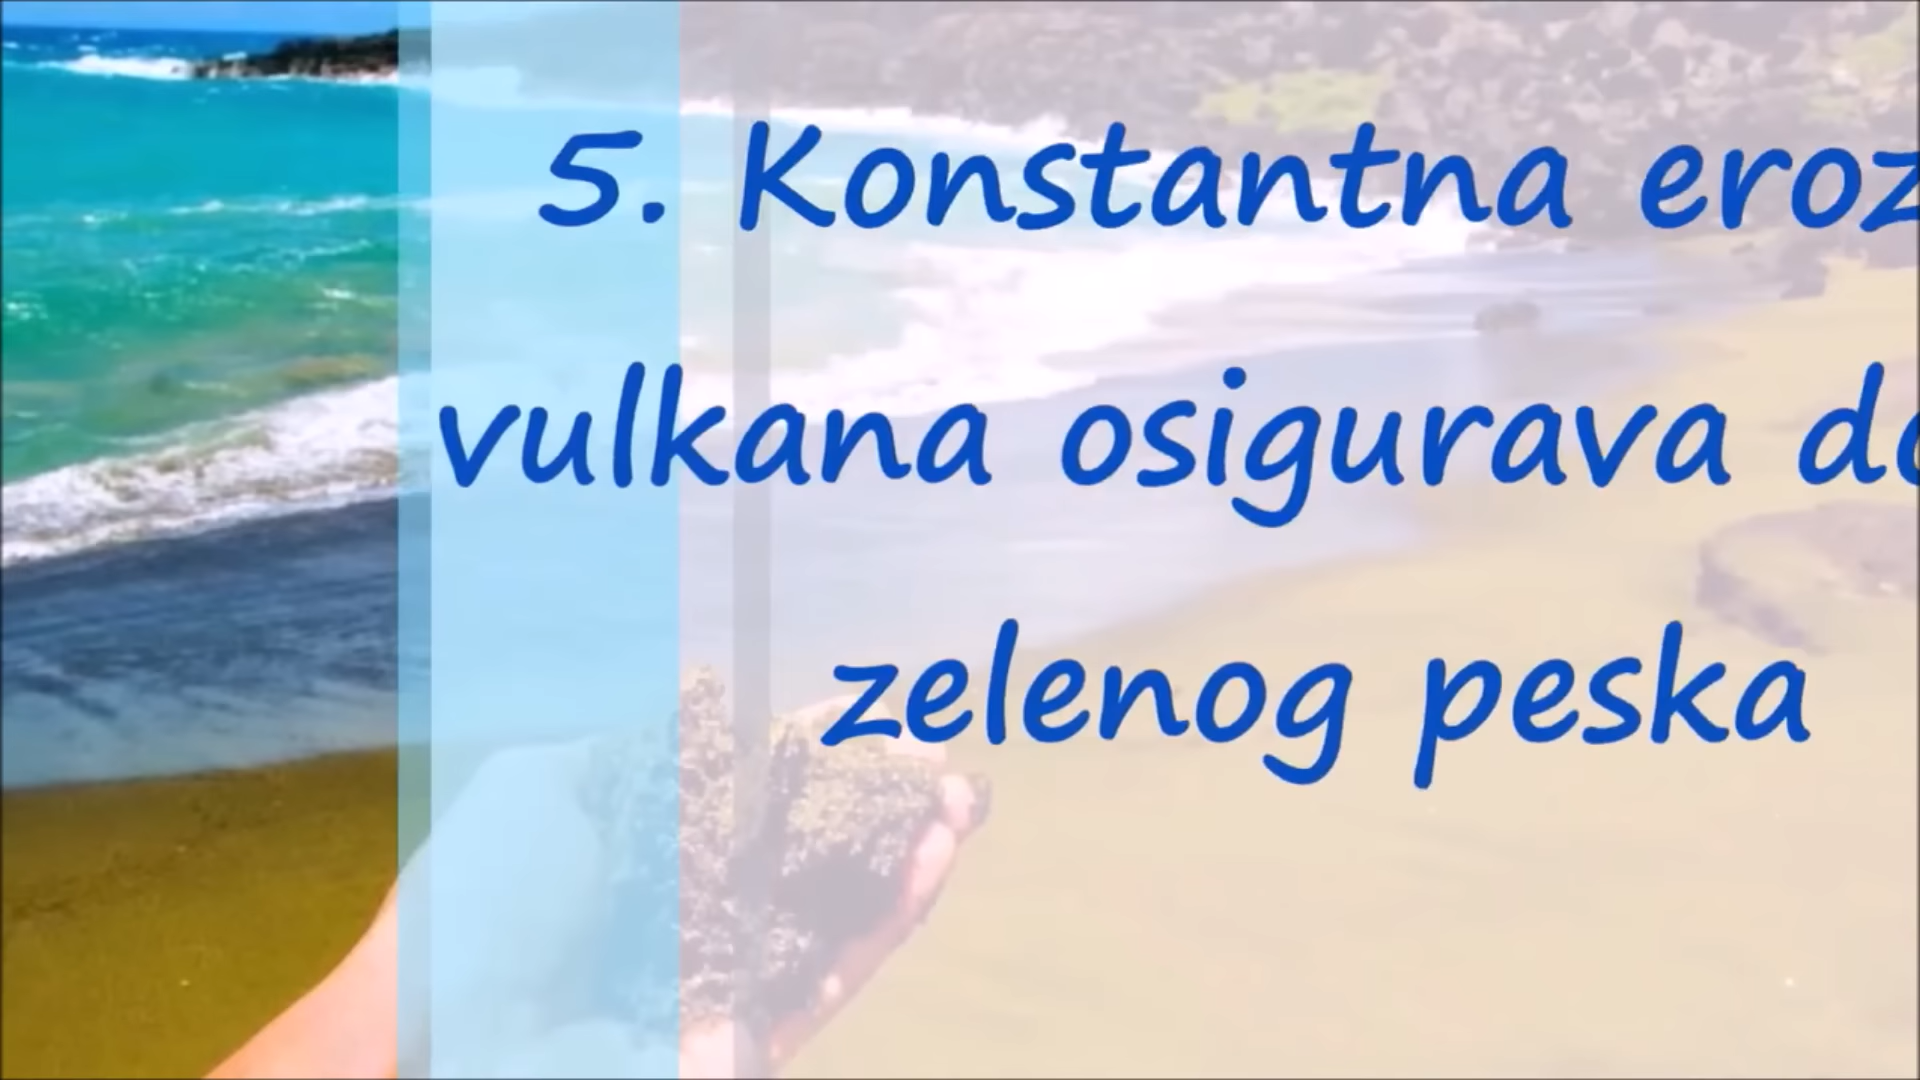 5. Konstantna eroz
vulkana osigurava do
zelenog peska